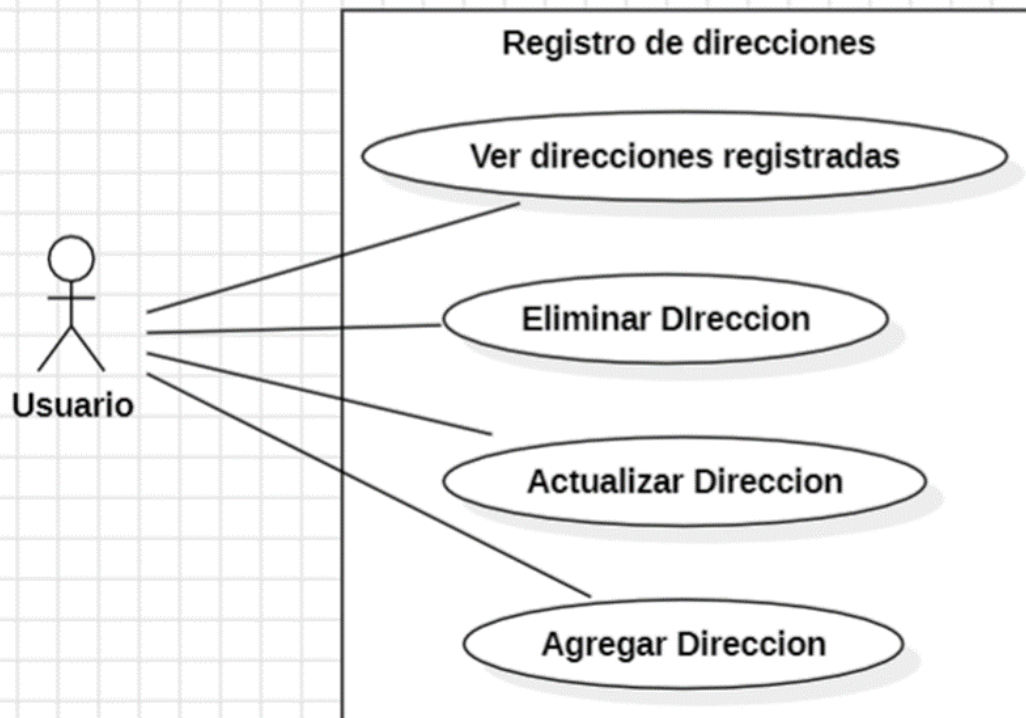 Registro de direcciones
Ver direcciones registradas
Eliminar DIreccion
Usuario
Actualizar Direccion
Agregar Direccion